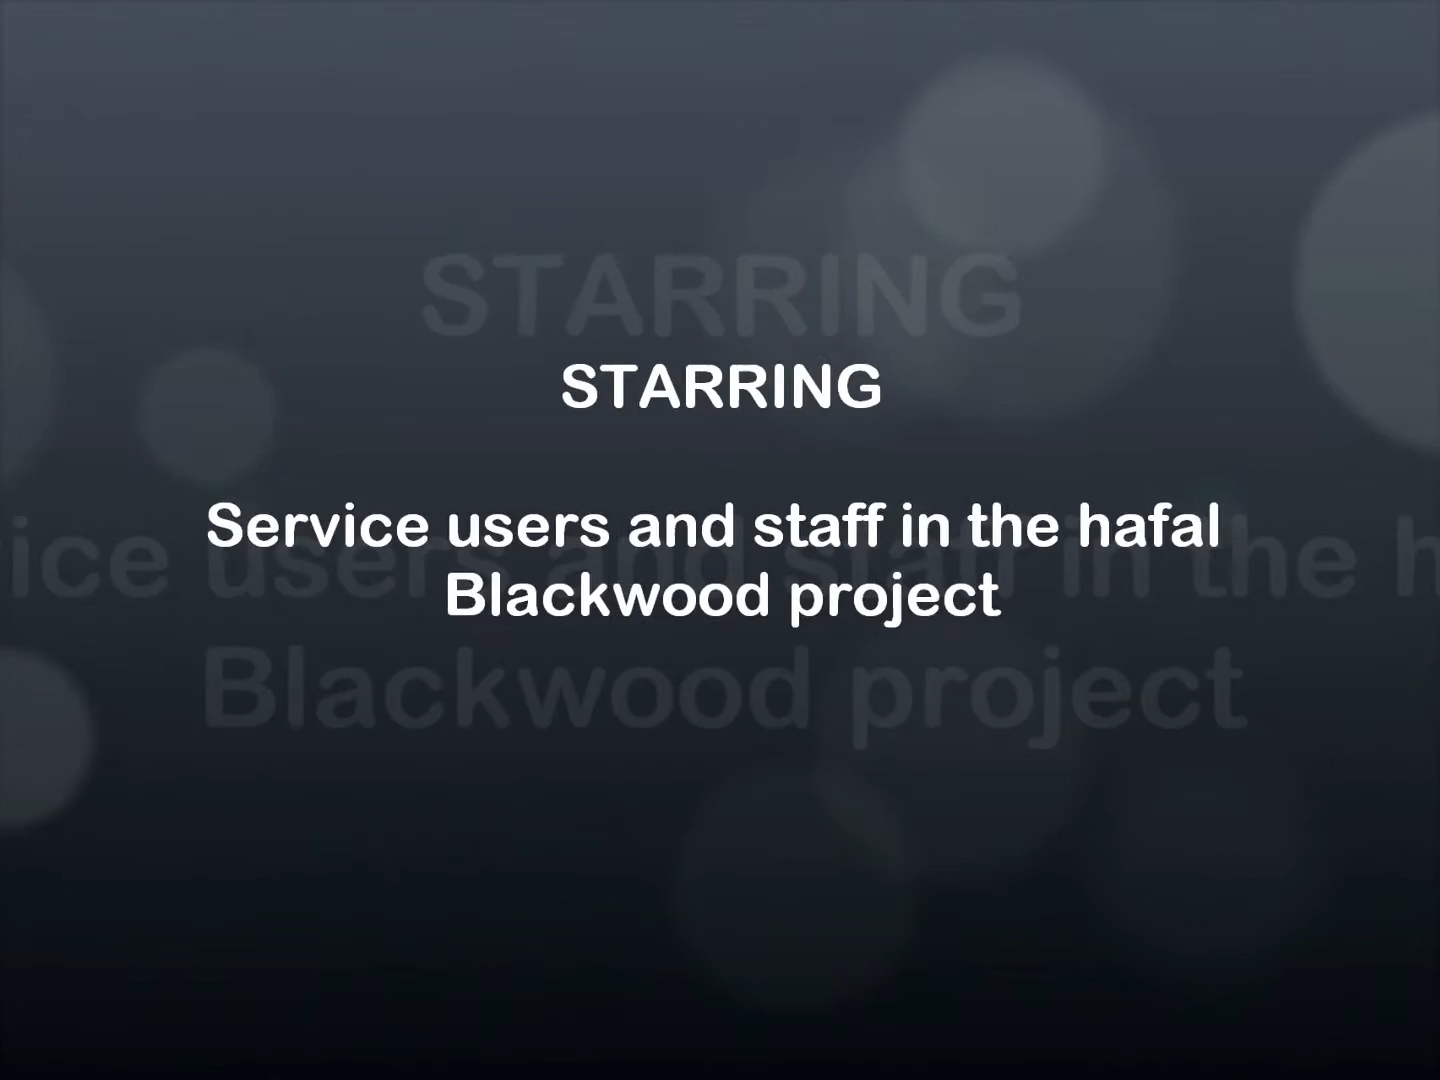 STARRING
Service users and staff in the hafal
Blackwood project